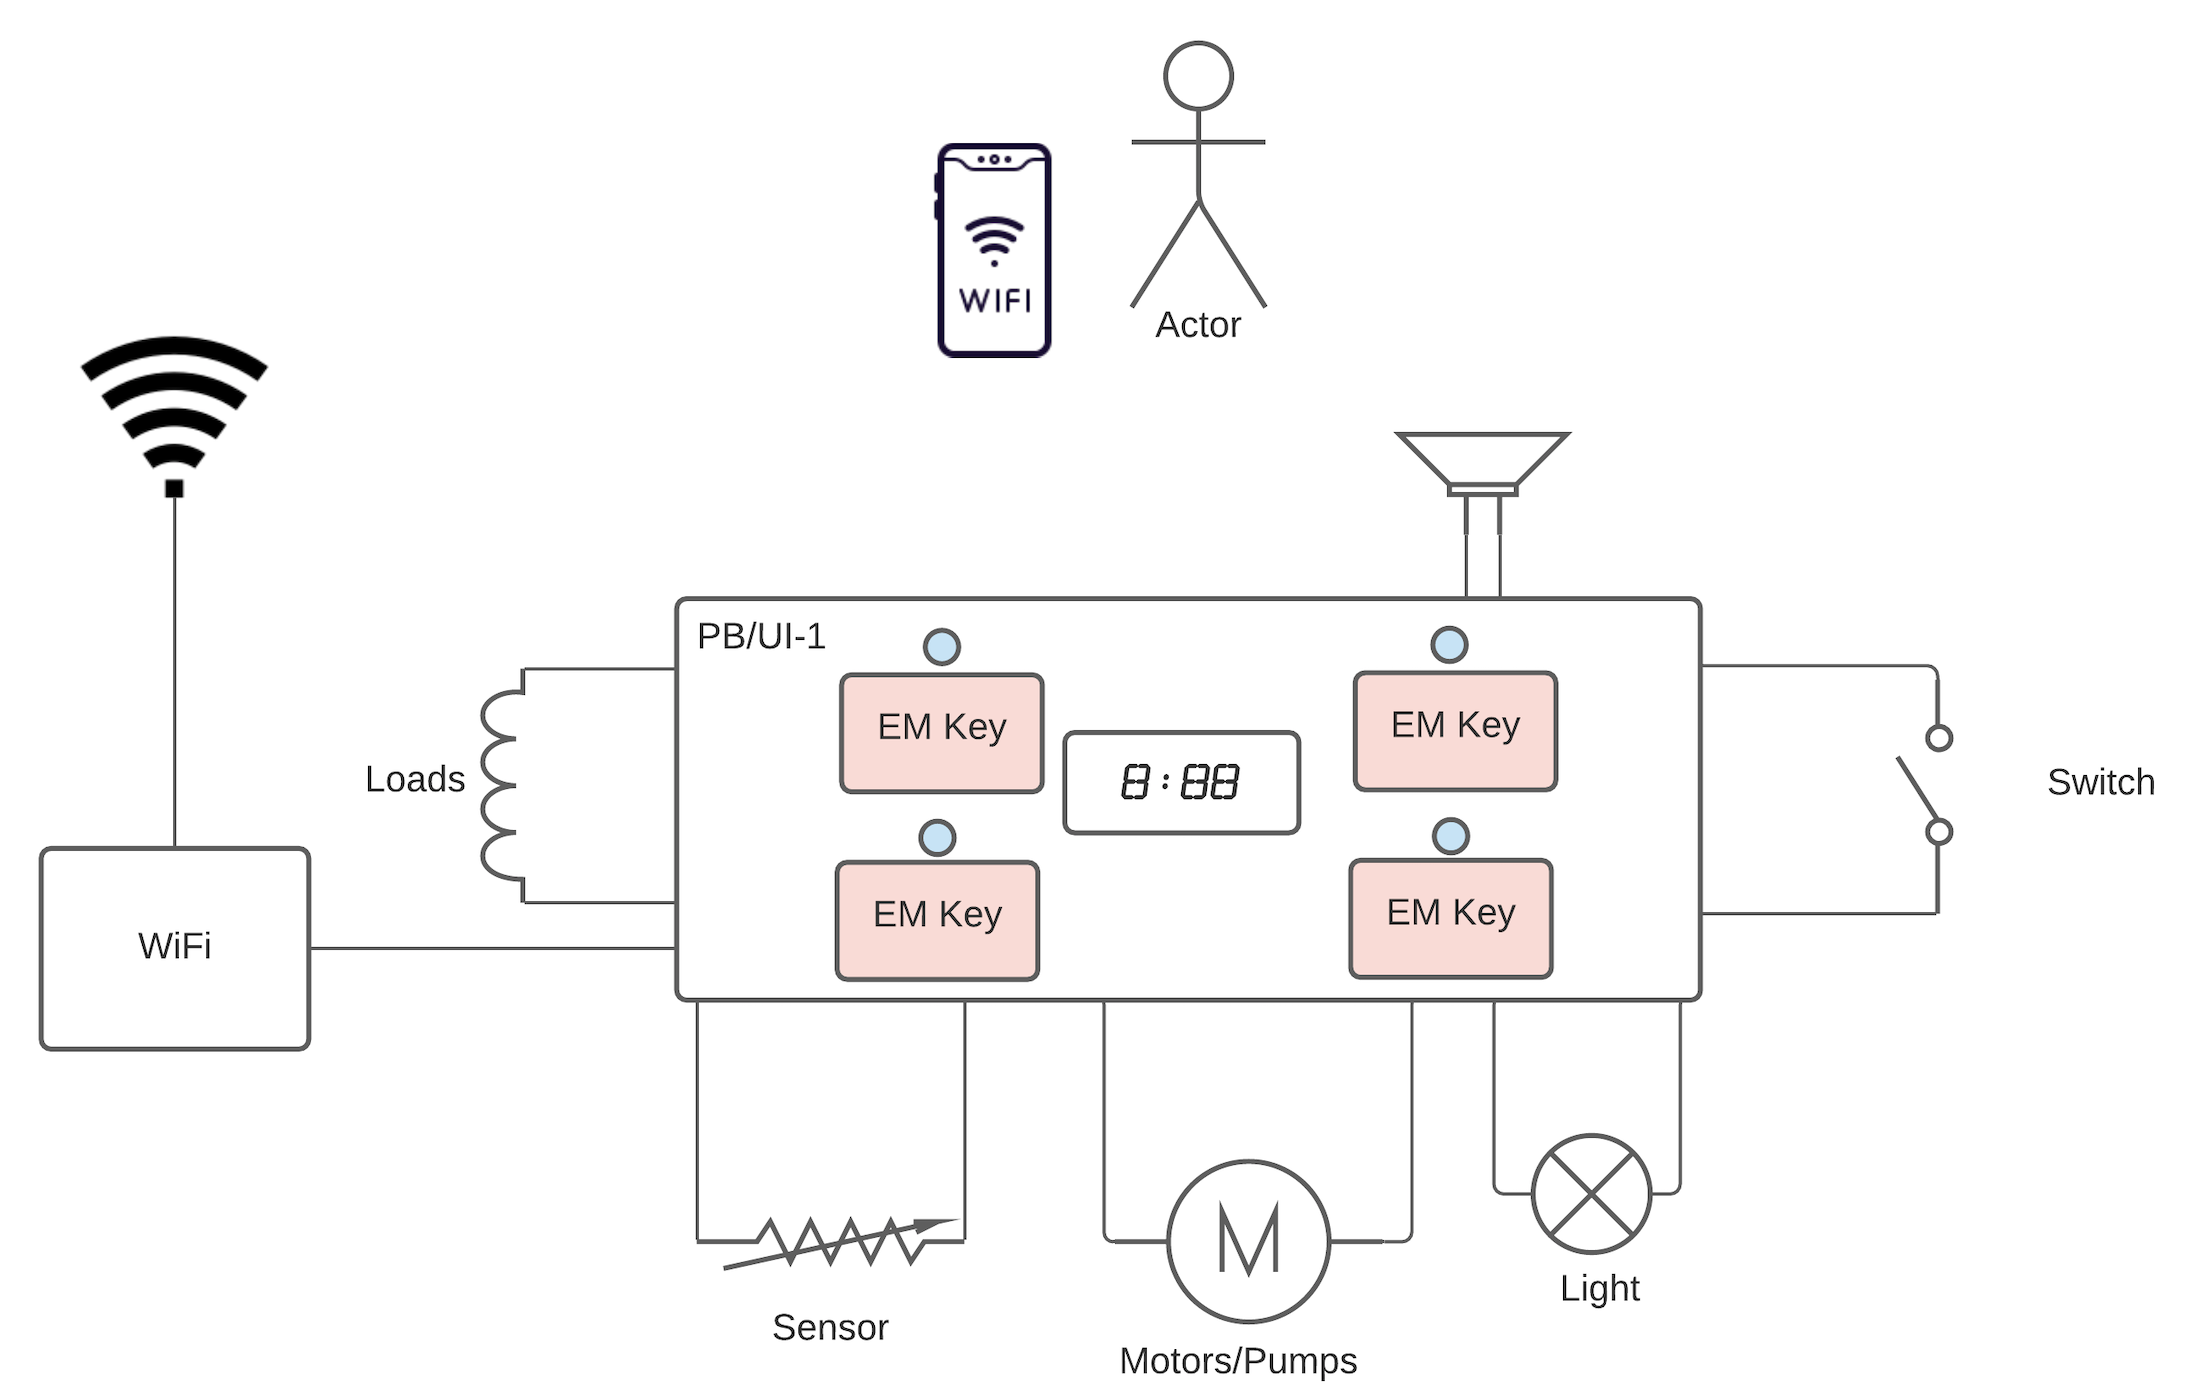 WIFI
Actor
PB/UI-1
EM Key
EM Key
8:88
Loads
Switch
EM Key
EM Key
WiFi
M
Light
Sensor
Motors/Pumps